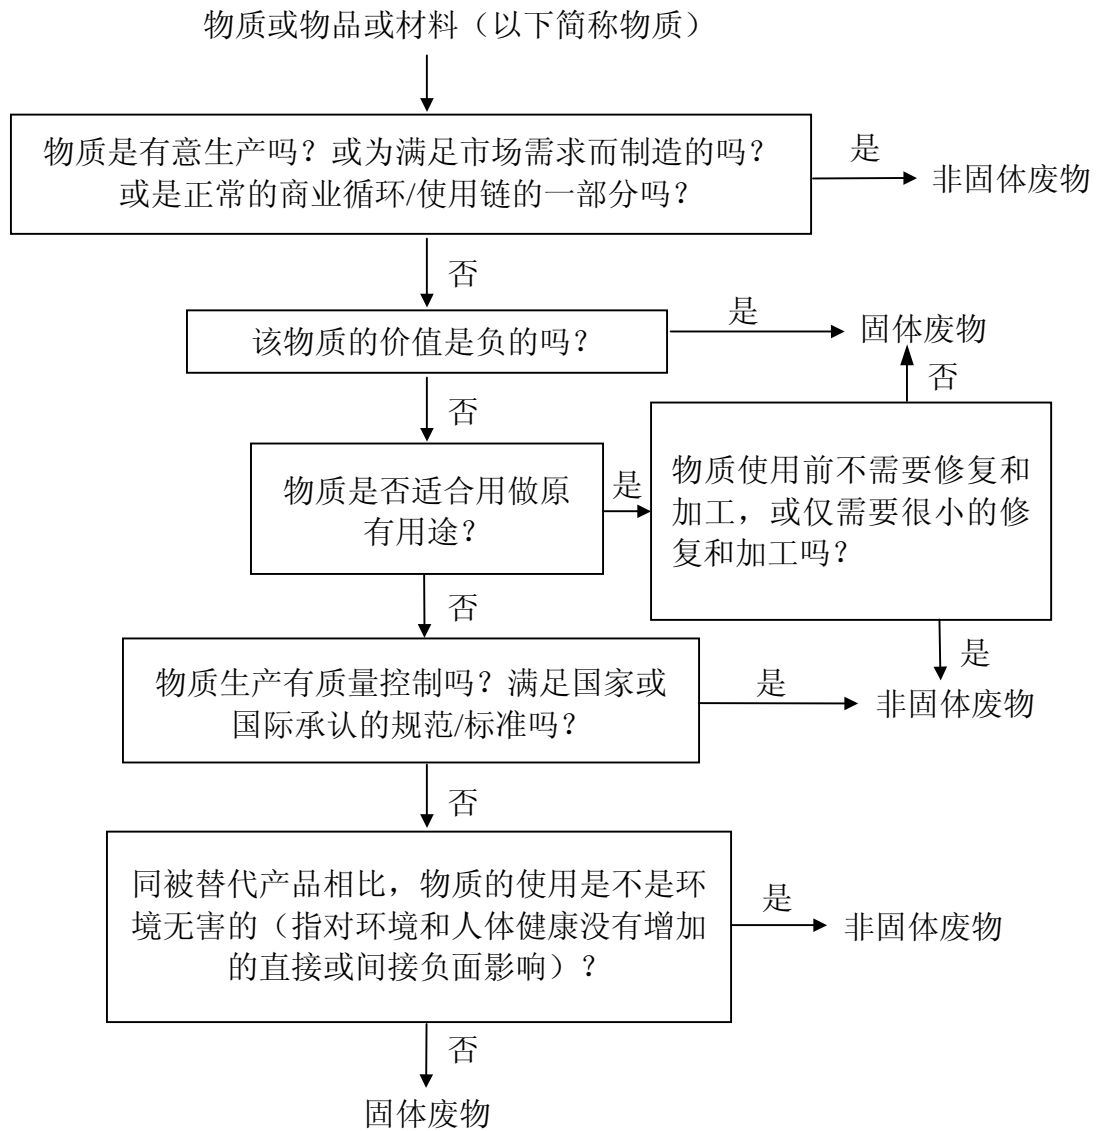 物质或物品或材料（以下简称物质）
物质是有意生产吗？或为满足市场需求而制造的吗？
或是正常的商业循环/使用链的一部分吗？
是
非固体废物
否
该物质的价值是负的吗？
是
固体废物
否
否
物质是否适合用做原
有用途？
是
物质使用前不需要修复和
加工，或仅需要很小的修
复和加工吗？
否
是
物质生产有质量控制吗？满足国家或
国际承认的规范/标准吗？
是
非固体废物
否
同被替代产品相比，物质的使用是不是环
境无害的（指对环境和人体健康没有增加
的直接或间接负面影响）？
是
非固体废物
否
固体废物